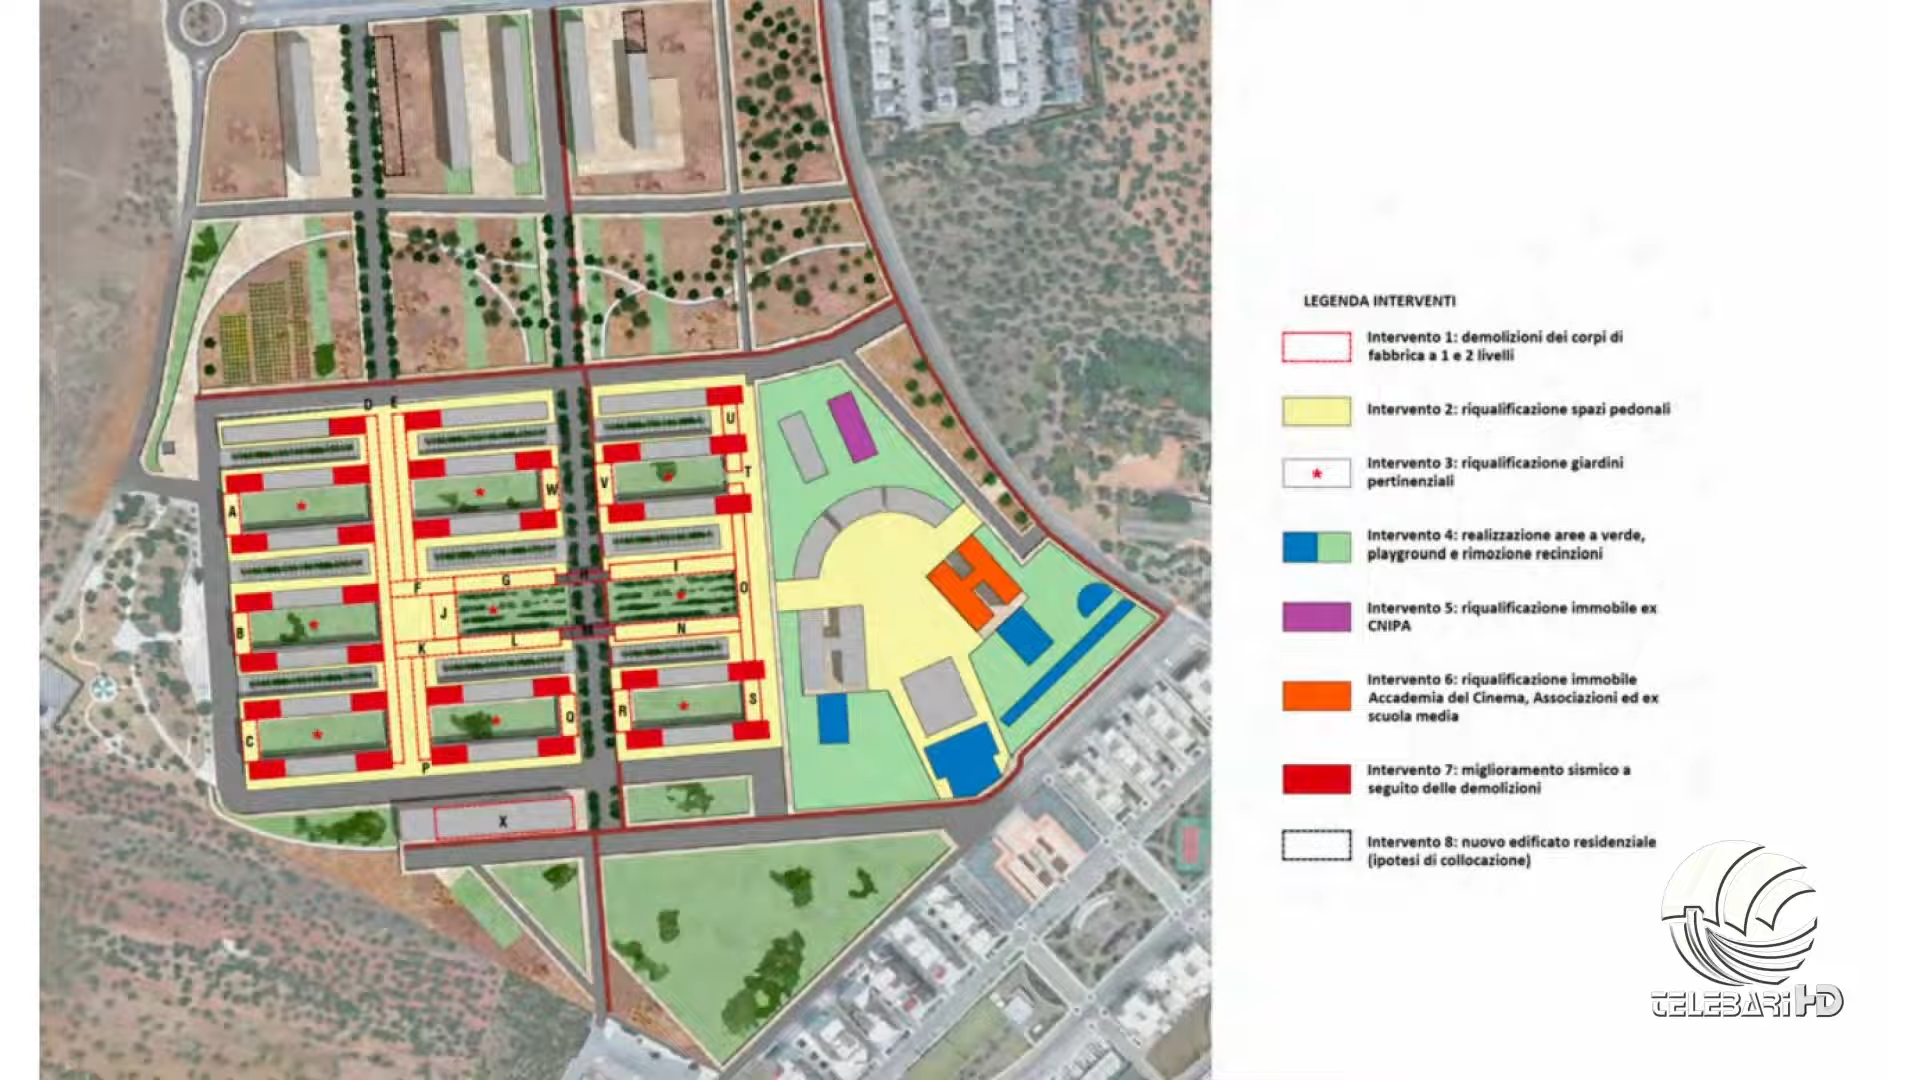 D E
U
T
W
V
A
H
G
I
F
O
J
B
M
N
L
K
S
R
Q
C
P
X
LEGENDA INTERVENTI
Intervento 1: demolizioni dei corpi di
fabbrica a 1 e 2 livelli
Intervento 2: riqualificazione spazi pedonali
Intervento 3: riqualificazione giardini
pertinenziali
Intervento 4: realizzazione aree a verde,
playground e rimozione recinzioni
Intervento 5: riqualificazione immobile ex
CNIPA
Intervento 6: riqualificazione immobile
Accademia del Cinema, Associazioni ed ex
scuola media
Intervento 7: miglioramento sismico a
seguito delle demolizioni
Intervento 8: nuovo edificato residenziale
(ipotesi di collocazione)
TELEBARI HD